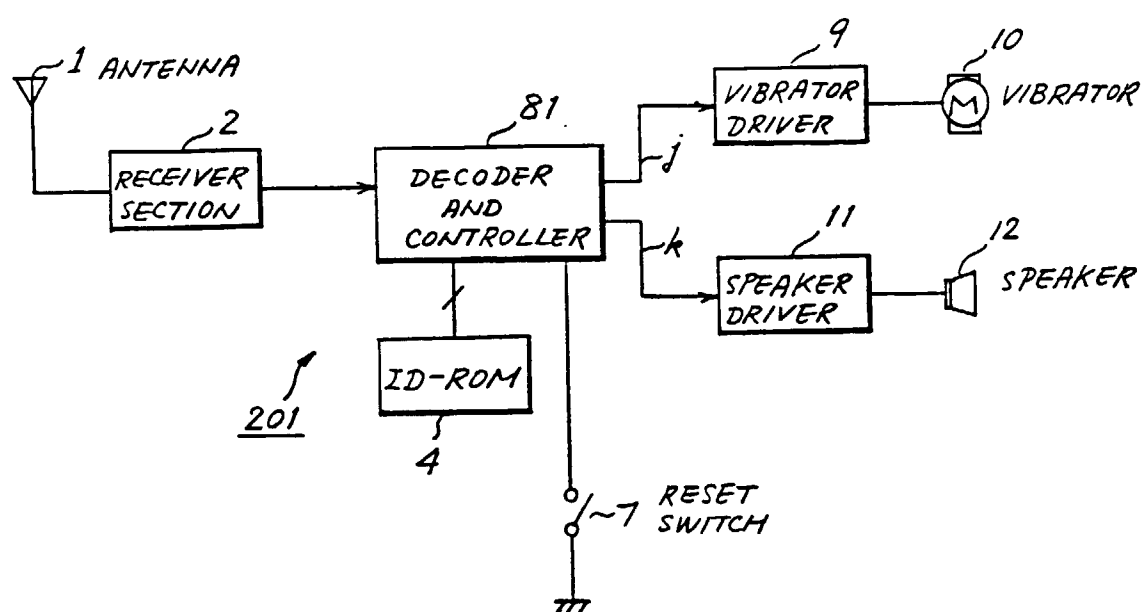 1 ANTENNA
2
RECEIVER
SECTION
81
DECODER
AND
CONTROLLER
j
k
9
VIBRATOR
DRIVER
10
M
VIBRATOR
11
SPEAKER
DRIVER
12
SPEAKER
ID-ROM
4
201
7
RESET
SWITCH